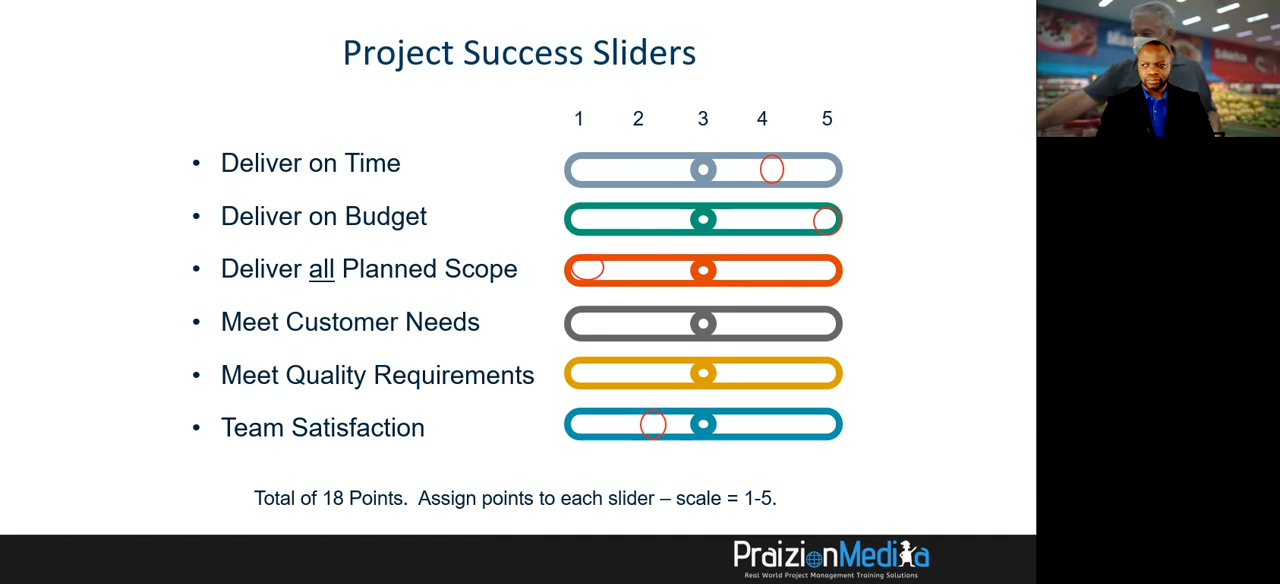 Project Success Sliders
1 2 3 4 5
• Deliver on Time
• Deliver on Budget
• Deliver all Planned Scope
• Meet Customer Needs
• Meet Quality Requirements
• Team Satisfaction
Total of 18 Points. Assign points to each slider – scale = 1-5.
PraizionMedia
Real World Project Management Training Solutions